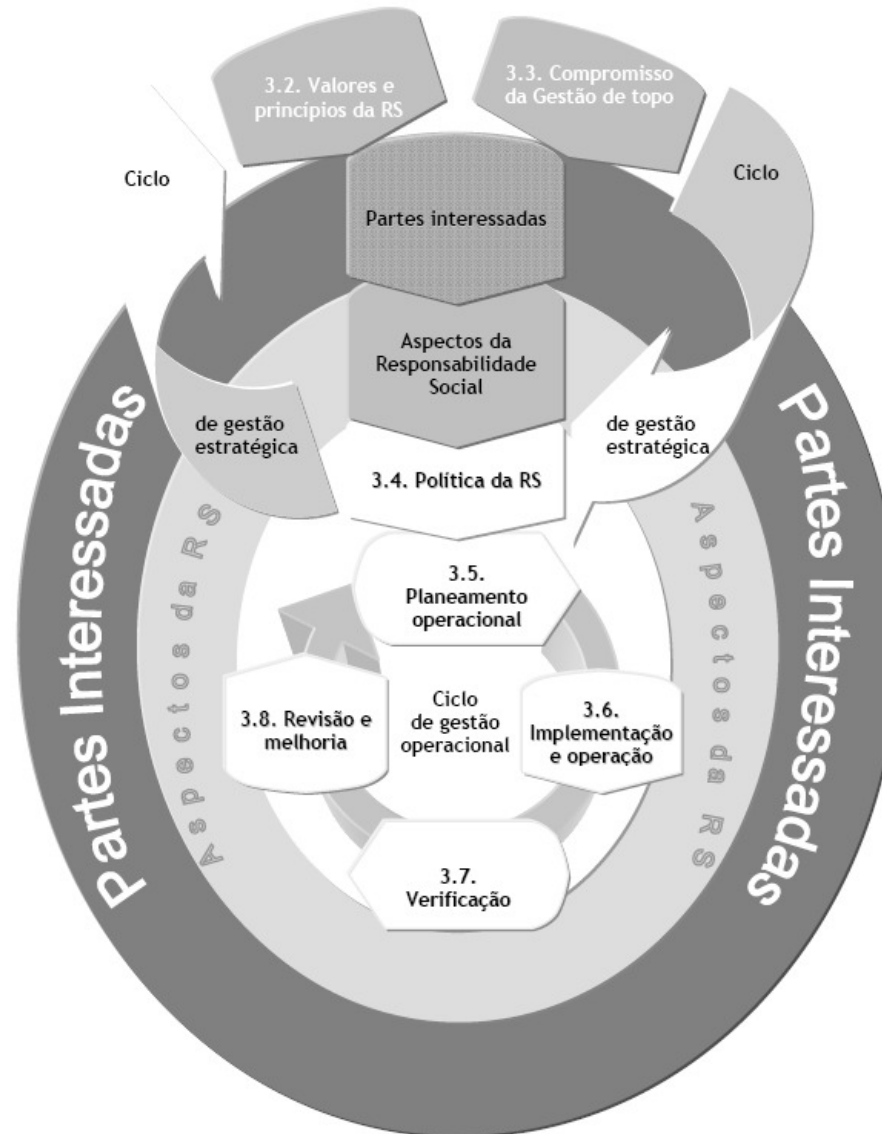 3.2. Valores e
princípios da RS
3.3. Compromisso
da Gestão de topo
Ciclo
Ciclo
Partes interessadas
Aspectos da
Responsabilidade
Social
de gestão
estratégica
de gestão
estratégica
3.4. Política da RS
Partes Interessadas
Aspectos da RS
Aspectos da RS
Partes Interessadas
3.5.
Planeamento
operacional
3.8. Revisão e
melhoria
Ciclo
de gestão
operacional
3.6.
Implementação
e operação
3.7.
Verificação